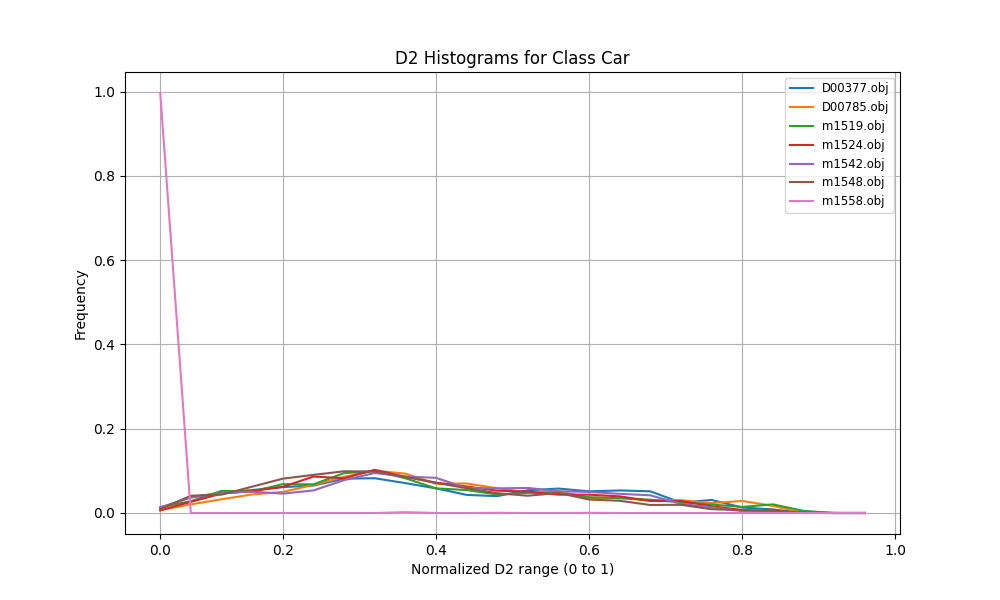 D2 Histograms for Class Car
D00377.obj
D00785.obj
m1519.obj
m1524.obj
m1542.obj
m1548.obj
m1558.obj
Frequency
1.0
0.8
0.6
0.4
0.2
0.0
0.0 0.2 0.4 0.6 0.8 1.0
Normalized D2 range (0 to 1)